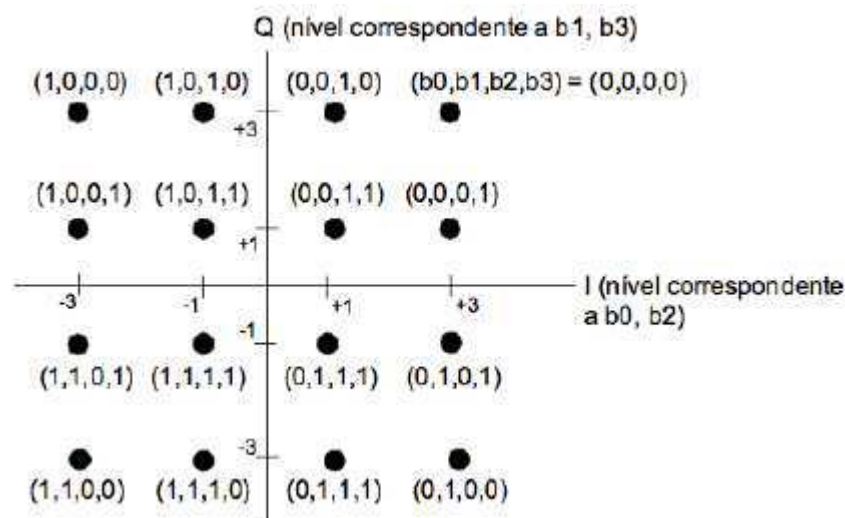 Q (nível correspondente a b1, b3)
(1,0,0,0) (1,0,1,0) (0,0,1,0) (b0,b1,b2,b3) = (0,0,0,0)
+3
(1,0,0,1) (1,0,1,1) (0,0,1,1) (0,0,0,1)
+1
-3 -1 +1 +3
I (nível correspondente
a b0, b2)
-1
(1,1,0,1) (1,1,1,1) (0,1,1,1) (0,1,0,1)
-3
(1,1,0,0) (1,1,1,0) (0,1,1,1) (0,1,0,0)